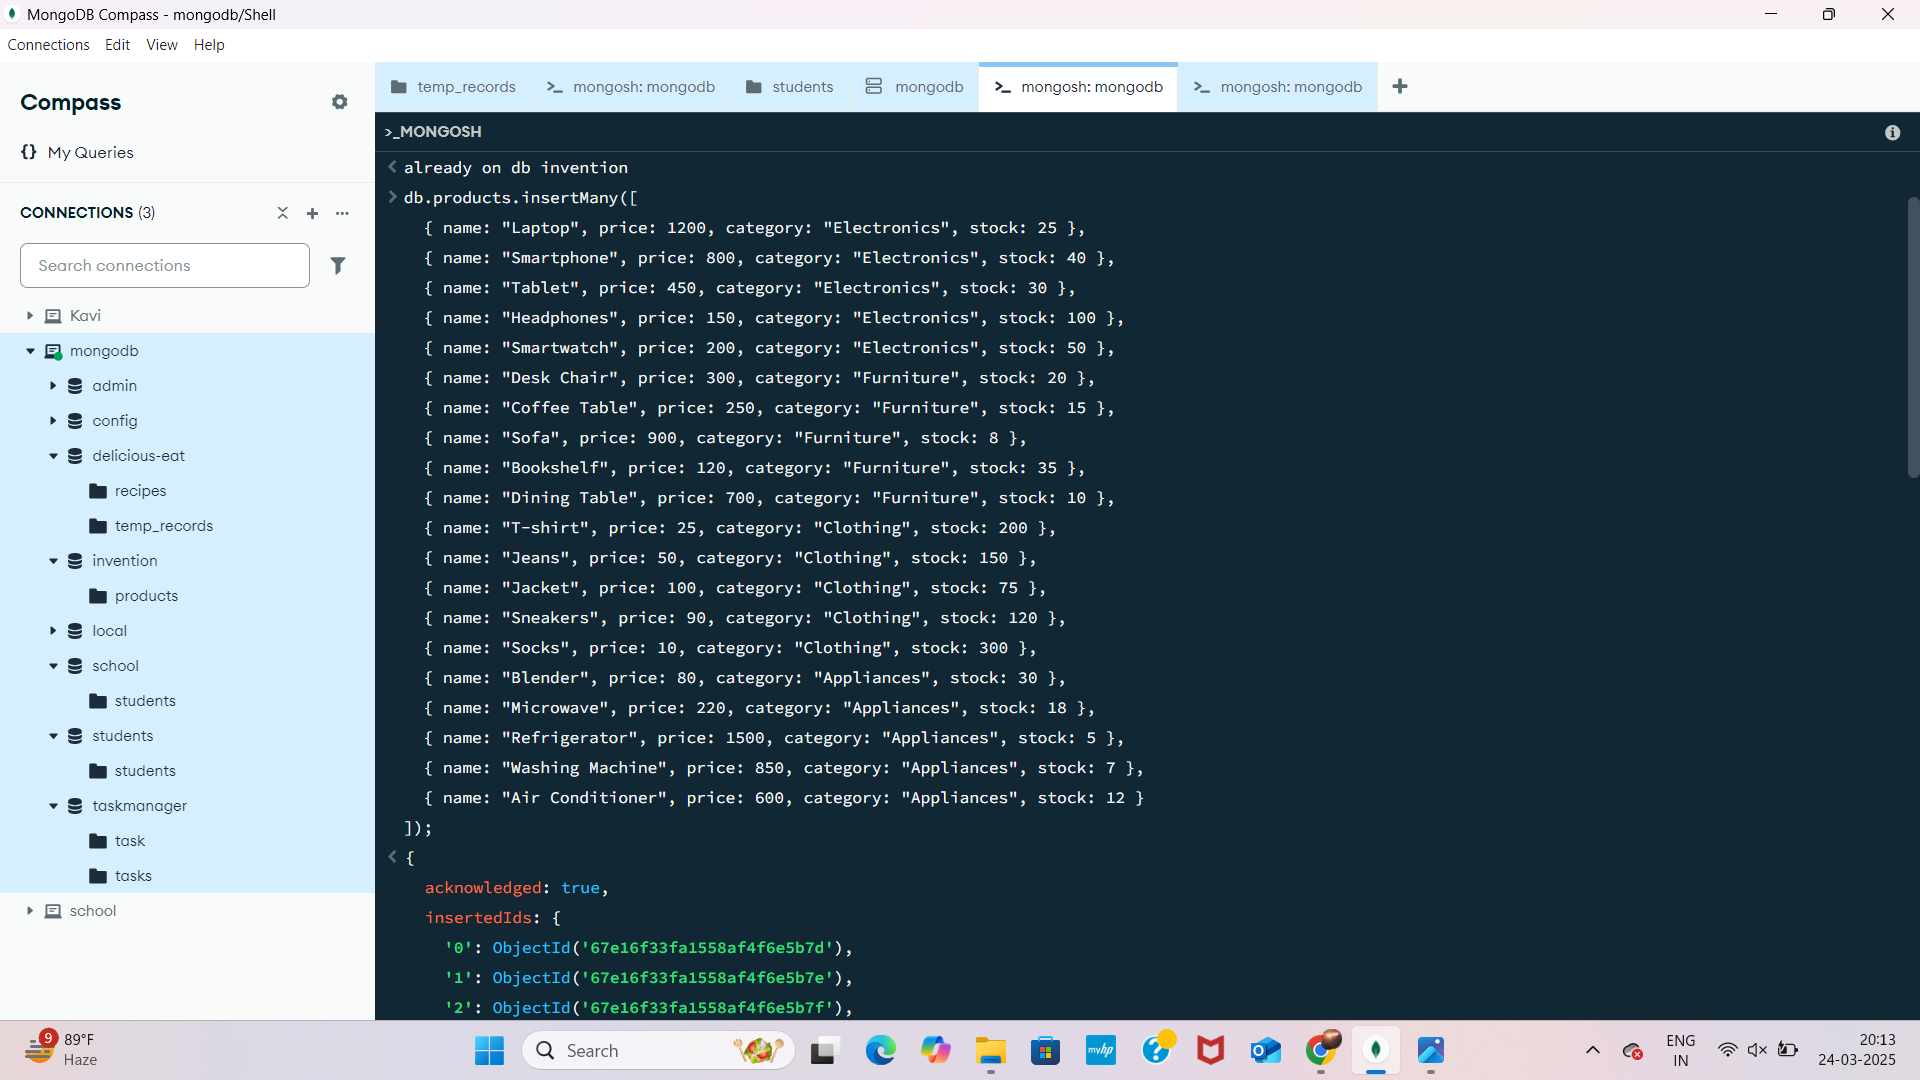 MongoDB Compass - mongodb/Shell
Connections Edit View Help
Compass
My Queries
CONNECTIONS (3)
Search connections
Kavi
mongodb
admin
config
delicious-eat
recipes
temp_records
invention
products
local
school
students
students
students
taskmanager
task
tasks
school
temp_records >_ mongosh: mongodb students mongodb >_ mongosh: mongodb >_ mongosh: mongodb
>_MONGOSH
< already on db invention
> db.products.insertMany([
{ name: "Laptop", price: 1200, category: "Electronics", stock: 25 },
{ name: "Smartphone", price: 800, category: "Electronics", stock: 40 },
{ name: "Tablet", price: 450, category: "Electronics", stock: 30 },
{ name: "Headphones", price: 150, category: "Electronics", stock: 100 },
{ name: "Smartwatch", price: 200, category: "Electronics", stock: 50 },
{ name: "Desk Chair", price: 300, category: "Furniture", stock: 20 },
{ name: "Coffee Table", price: 250, category: "Furniture", stock: 15 },
{ name: "Sofa", price: 900, category: "Furniture", stock: 8 },
{ name: "Bookshelf", price: 120, category: "Furniture", stock: 35 },
{ name: "Dining Table", price: 700, category: "Furniture", stock: 10 },
{ name: "T-shirt", price: 25, category: "Clothing", stock: 200 },
{ name: "Jeans", price: 50, category: "Clothing", stock: 150 },
{ name: "Jacket", price: 100, category: "Clothing", stock: 75 },
{ name: "Sneakers", price: 90, category: "Clothing", stock: 120 },
{ name: "Socks", price: 10, category: "Clothing", stock: 300 },
{ name: "Blender", price: 80, category: "Appliances", stock: 30 },
{ name: "Microwave", price: 220, category: "Appliances", stock: 18 },
{ name: "Refrigerator", price: 1500, category: "Appliances", stock: 5 },
{ name: "Washing Machine", price: 850, category: "Appliances", stock: 7 },
{ name: "Air Conditioner", price: 600, category: "Appliances", stock: 12 }
]);
< {
acknowledged: true,
insertedIds: {
'0': ObjectId('67e16f33fa1558af4f6e5b7d'),
'1': ObjectId('67e16f33fa1558af4f6e5b7e'),
'2': ObjectId('67e16f33fa1558af4f6e5b7f'),
9
89°F
Haze
Search
myhp
ENG
IN
20:13
24-03-2025